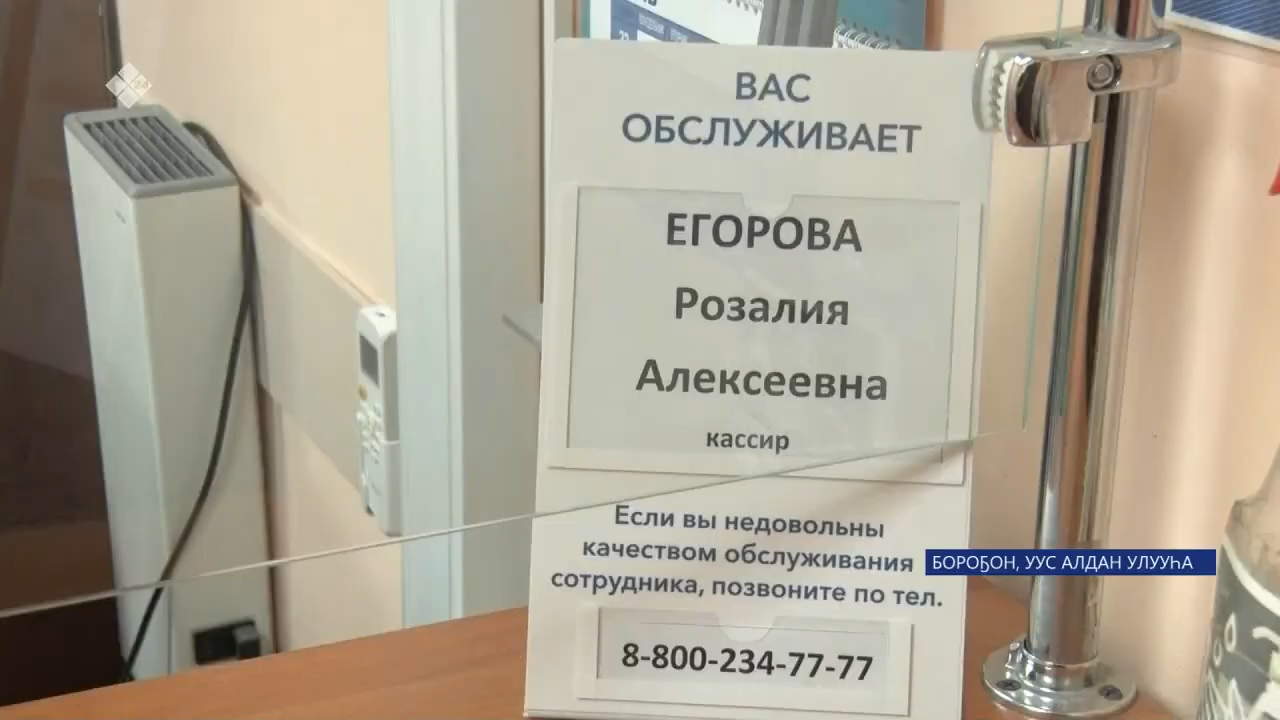 ВАС
ОБСЛУЖИВАЕТ
ЕГОРОВА
Розалия
Алексеевна
кассир
Если вы недовольны
качеством обслуживания
сотрудника, позвоните по тел.
8-800-234-77-77
БОРОҔОН, УУС АЛДАН УЛУУҺА